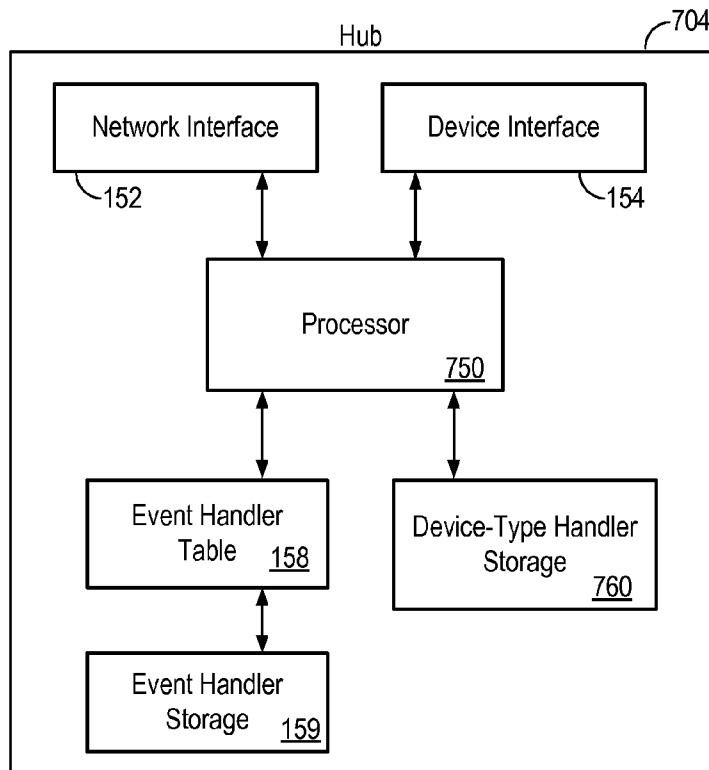 Hub
704
Network Interface
Device Interface
152
154
Processor
750
Event Handler
Table
158
Device-Type Handler
Storage
760
Event Handler
Storage
159